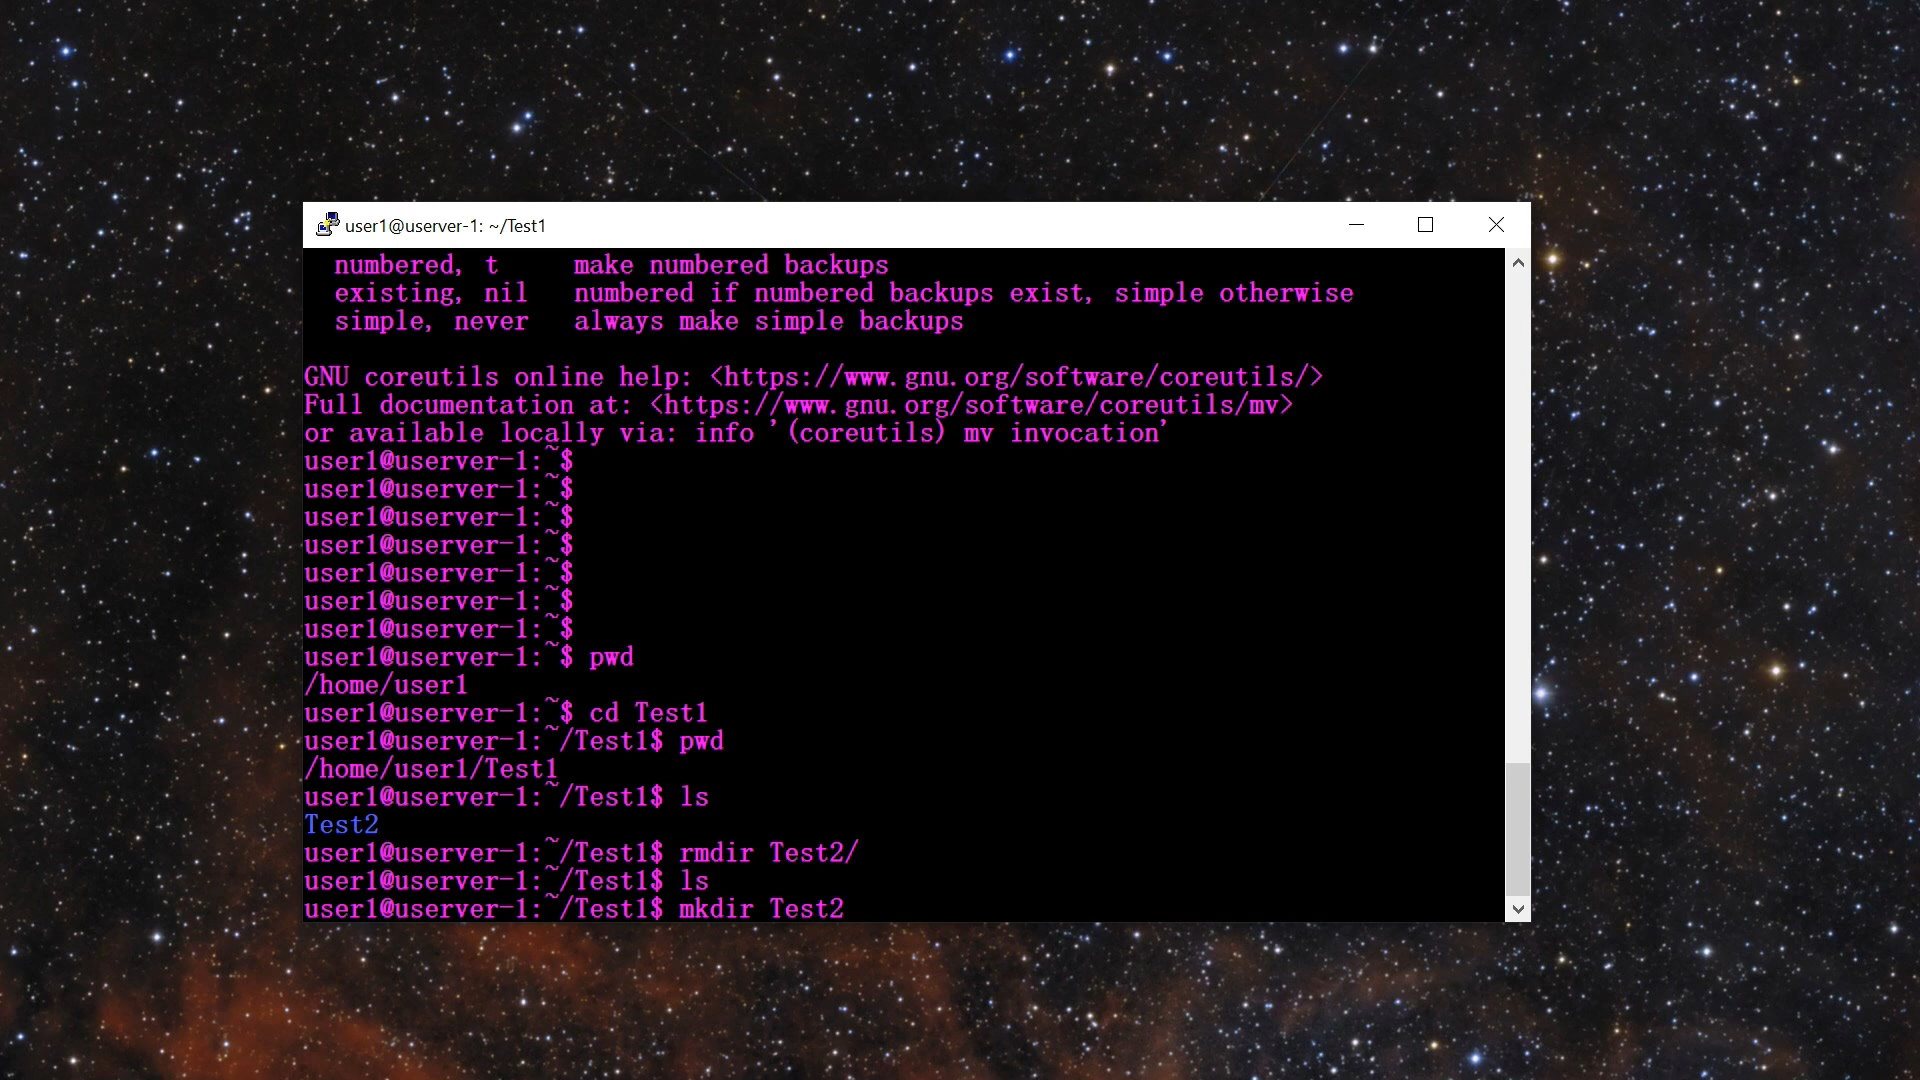 user1@userver-1: ~/Test1
numbered, t     make numbered backups
existing, nil   numbered if numbered backups exist, simple otherwise
simple, never   always make simple backups
GNU coreutils online help: <https://www.gnu.org/software/coreutils/>
Full documentation at: <https://www.gnu.org/software/coreutils/mv>
or available locally via: info '(coreutils) mv invocation'
user1@userver-1:~$
user1@userver-1:~$
user1@userver-1:~$
user1@userver-1:~$
user1@userver-1:~$
user1@userver-1:~$
user1@userver-1:~$
user1@userver-1:~$ pwd
/home/user1
user1@userver-1:~$ cd Test1
user1@userver-1:~/Test1$ pwd
/home/user1/Test1
user1@userver-1:~/Test1$ ls
Test2
user1@userver-1:~/Test1$ rmdir Test2/
user1@userver-1:~/Test1$ ls
user1@userver-1:~/Test1$ mkdir Test2